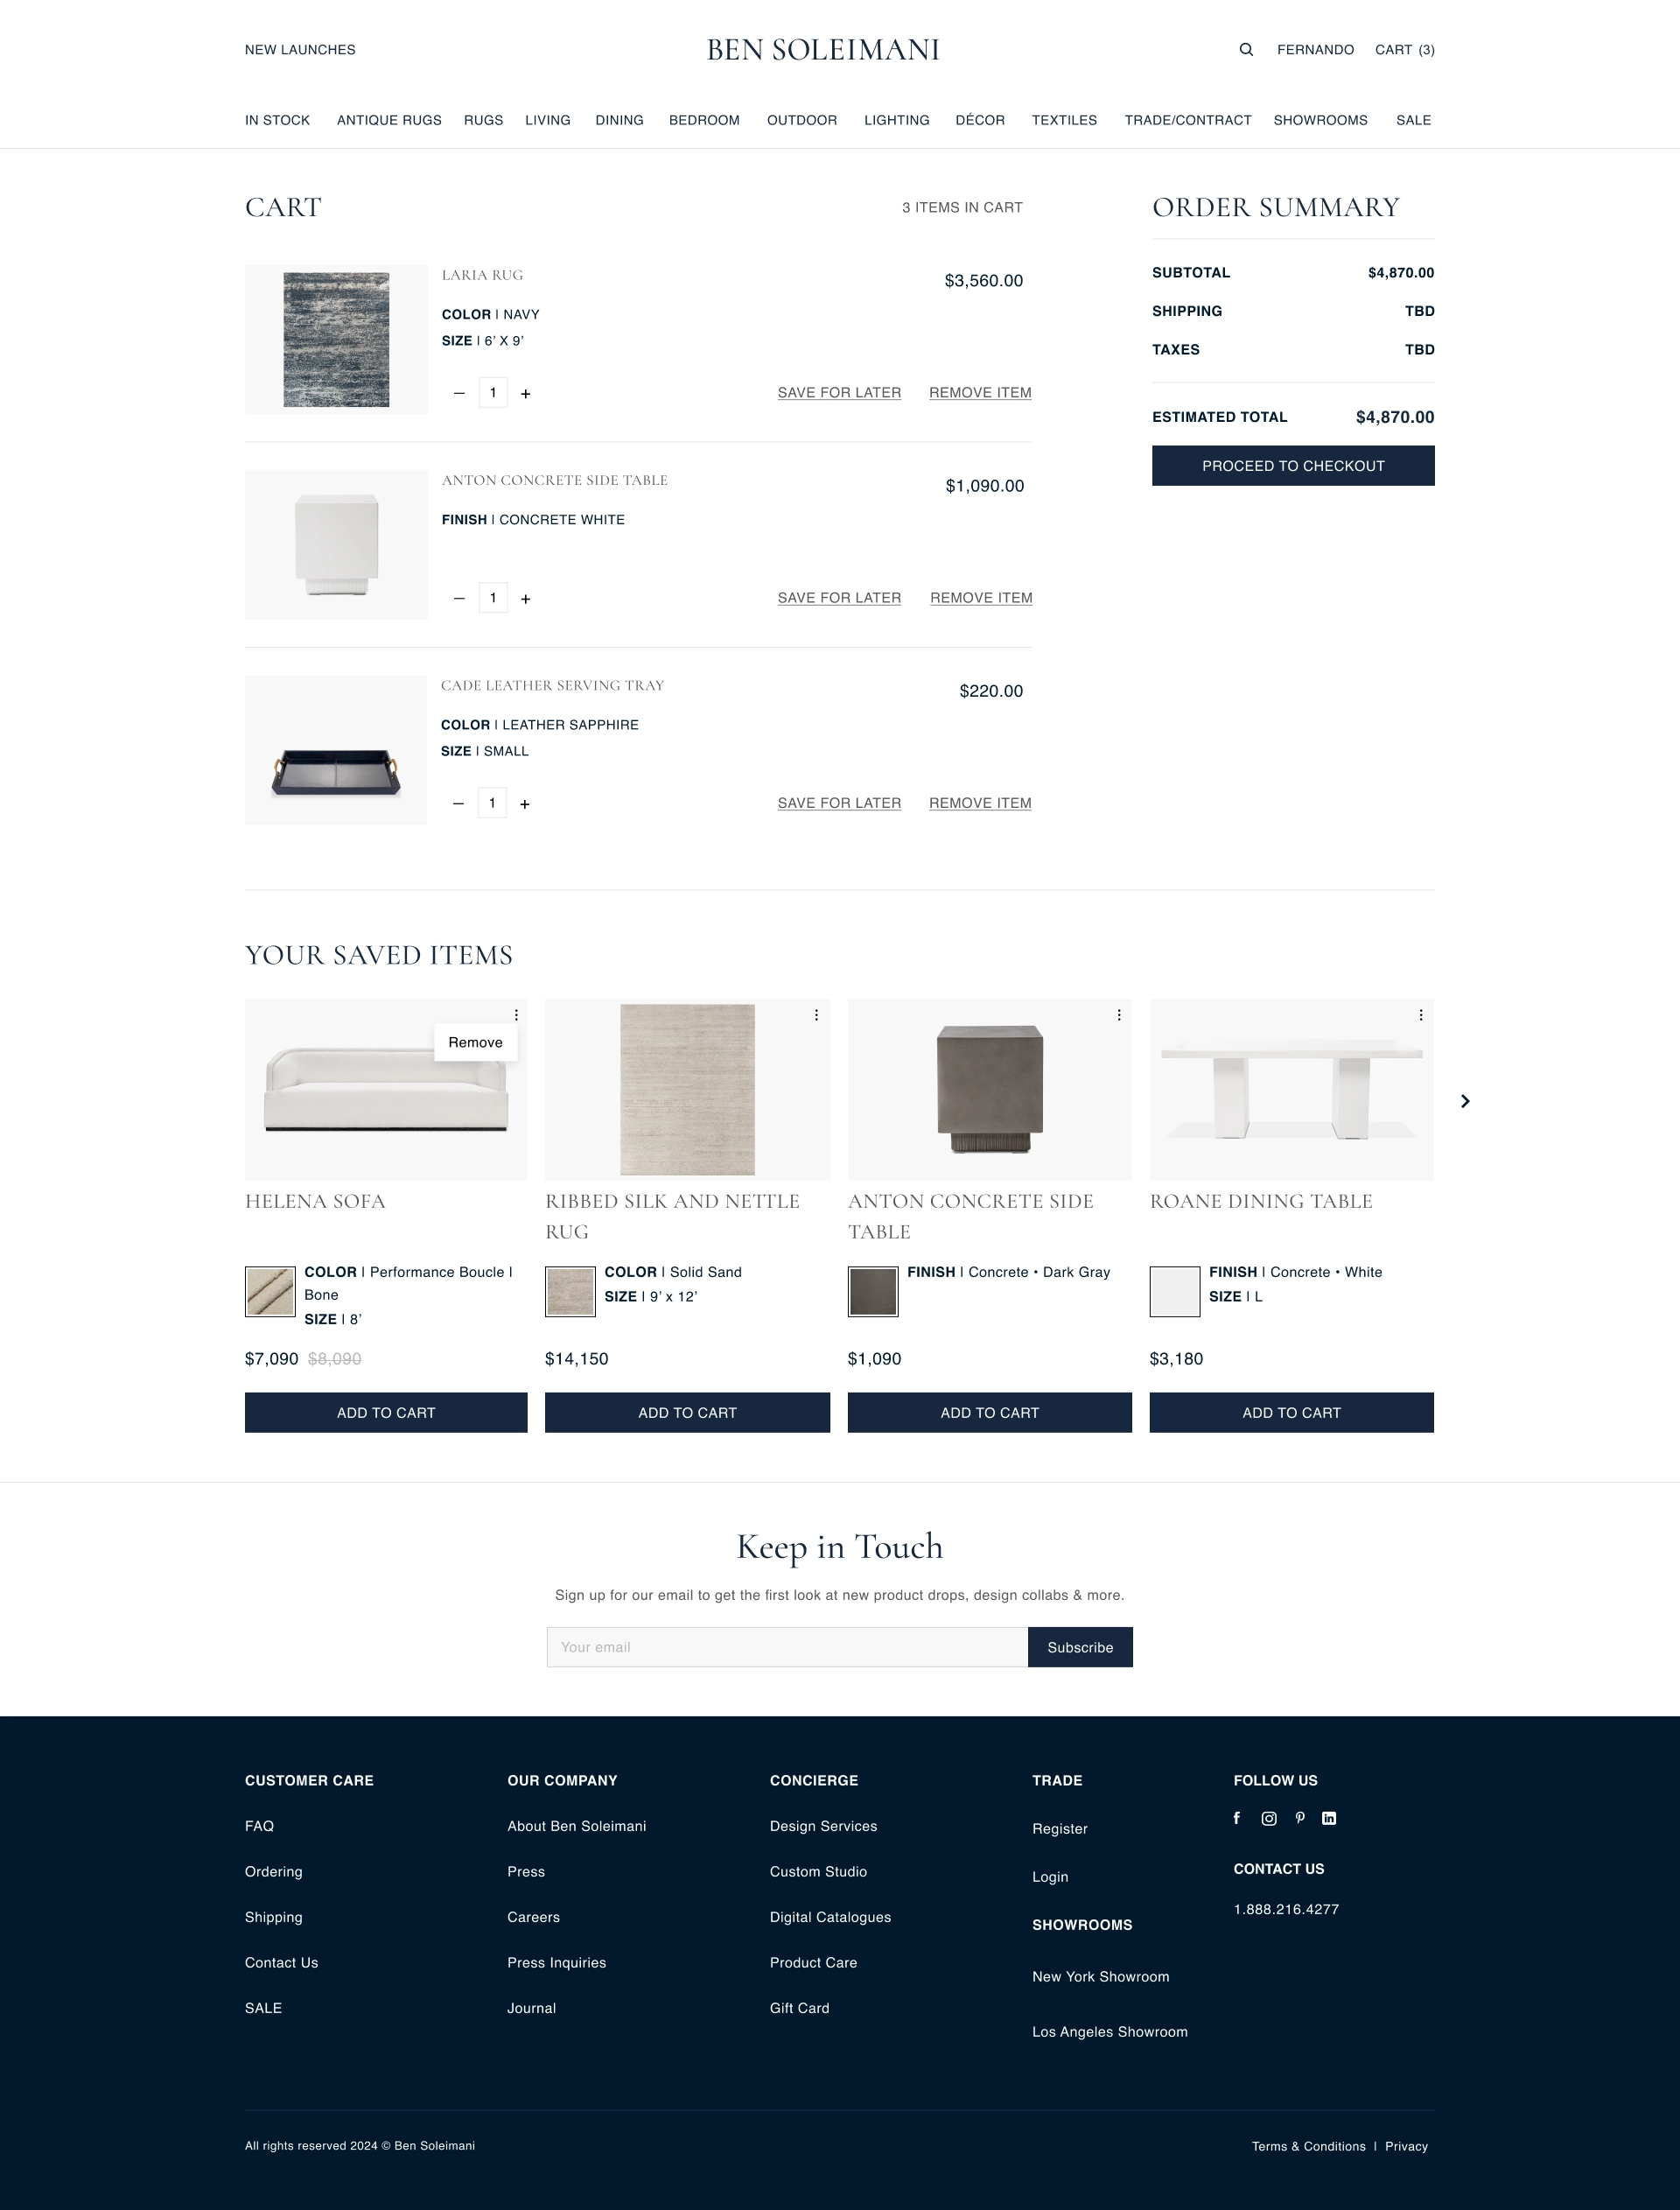 NEW LAUNCHES
BEN SOLEIMANI
FERNANDO
CART (3)
IN STOCK
ANTIQUE RUGS
RUGS
LIVING
DINING
BEDROOM
OUTDOOR
LIGHTING
DÉCOR
TEXTILES
TRADE/CONTRACT
SHOWROOMS
SALE
CART
3 ITEMS IN CART
LARIA RUG
$3,560.00
COLOR | NAVY
SIZE | 6’ X 9’
— 1 +
SAVE FOR LATER
REMOVE ITEM
ANTON CONCRETE SIDE TABLE
$1,090.00
FINISH | CONCRETE WHITE
— 1 +
SAVE FOR LATER
REMOVE ITEM
CADE LEATHER SERVING TRAY
$220.00
COLOR | LEATHER SAPPHIRE
SIZE | SMALL
— 1 +
SAVE FOR LATER
REMOVE ITEM
ORDER SUMMARY
SUBTOTAL $4,870.00
SHIPPING TBD
TAXES TBD
ESTIMATED TOTAL $4,870.00
PROCEED TO CHECKOUT
YOUR SAVED ITEMS
Remove
HELENA SOFA
COLOR | Performance Boucle |
Bone
SIZE | 8’
$7,090 $8,090
ADD TO CART
RIBBED SILK AND NETTLE
RUG
COLOR | Solid Sand
SIZE | 9’ x 12’
$14,150
ADD TO CART
ANTON CONCRETE SIDE
TABLE
FINISH | Concrete • Dark Gray
$1,090
ADD TO CART
ROANE DINING TABLE
FINISH | Concrete • White
SIZE | L
$3,180
ADD TO CART
Keep in Touch
Sign up for our email to get the first look at new product drops, design collabs & more.
Your email
Subscribe
CUSTOMER CARE
FAQ
Ordering
Shipping
Contact Us
SALE
OUR COMPANY
About Ben Soleimani
Press
Careers
Press Inquiries
Journal
CONCIERGE
Design Services
Custom Studio
Digital Catalogues
Product Care
Gift Card
TRADE
Register
Login
SHOWROOMS
New York Showroom
Los Angeles Showroom
FOLLOW US
CONTACT US
1.888.216.4277
All rights reserved 2024 © Ben Soleimani
Terms & Conditions | Privacy